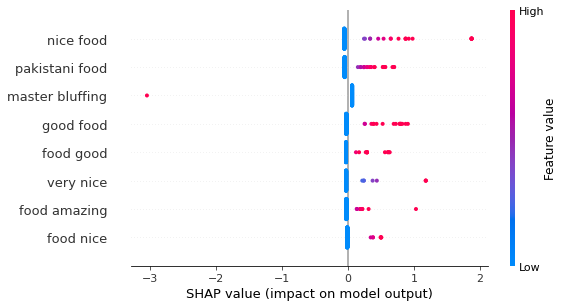 High
nice food
pakistani food
master bluffing
good food
food good
very nice
food amazing
food nice
Low
Feature value
−3
−2
−1
0
1
2
SHAP value (impact on model output)